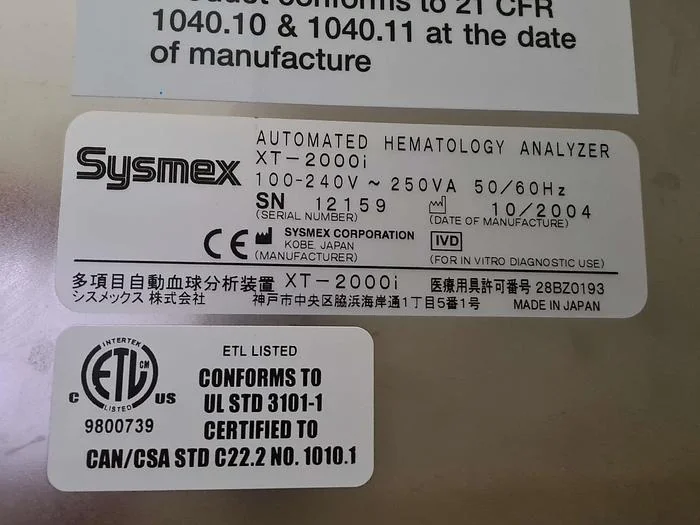 conforms to 21 CFR
1040.10 & 1040.11 at the date
of manufacture
Sysmex
AUTOMATED HEMATOLOGY ANALYZER
XT-2000i
100-240V ~ 250VA 50/60Hz
SN 12159 10/2004
(SERIAL NUMBER) (DATE OF MANUFACTURE)
CE SYSMEX CORPORATION IVD
KOBE, JAPAN
(MANUFACTURER) (FOR IN VITRO DIAGNOSTIC USE)
多項目自動血球分析装置 XT-2000i 医療用具許可番号 28BZ0193
シスメックス 株式会社 神戸市中央区脇浜海岸通1丁目5番1号 MADE IN JAPAN
INTERTEK
ETL CM
LISTED
C US
9800739
ETL LISTED
CONFORMS TO
UL STD 3101-1
CERTIFIED TO
CAN/CSA STD C22.2 NO. 1010.1